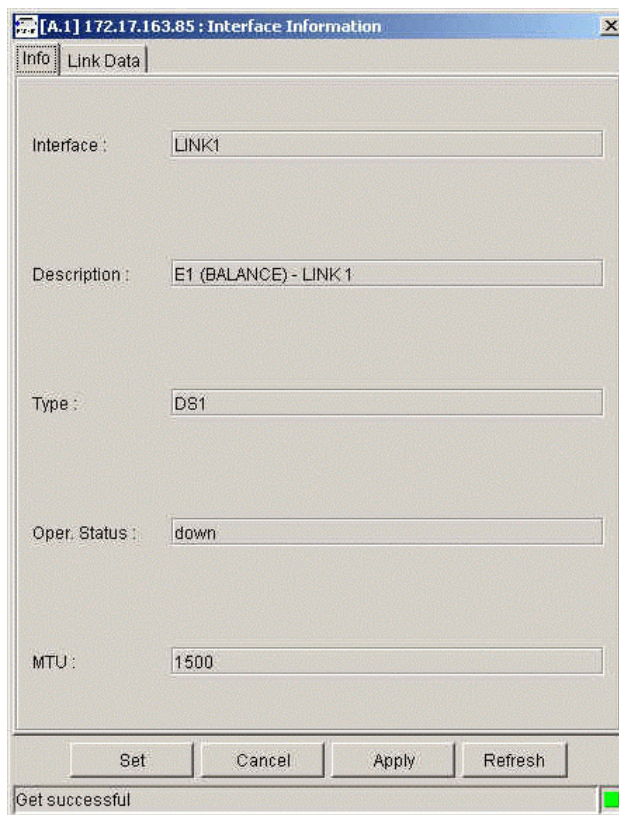 [A.1] 172.17.163.85 : Interface Information
Info Link Data
Interface : LINK1
Description : E1 (BALANCE) - LINK 1
Type : DS1
Oper. Status : down
MTU : 1500
Set Cancel Apply Refresh
Get successful